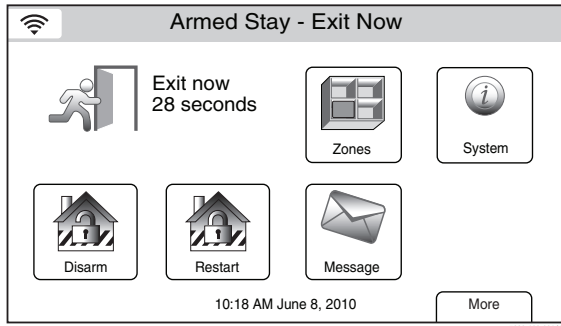 Armed Stay - Exit Now
Exit now
28 seconds
Zones
i
System
Disarm
Restart
Message
10:18 AM June 8, 2010
More